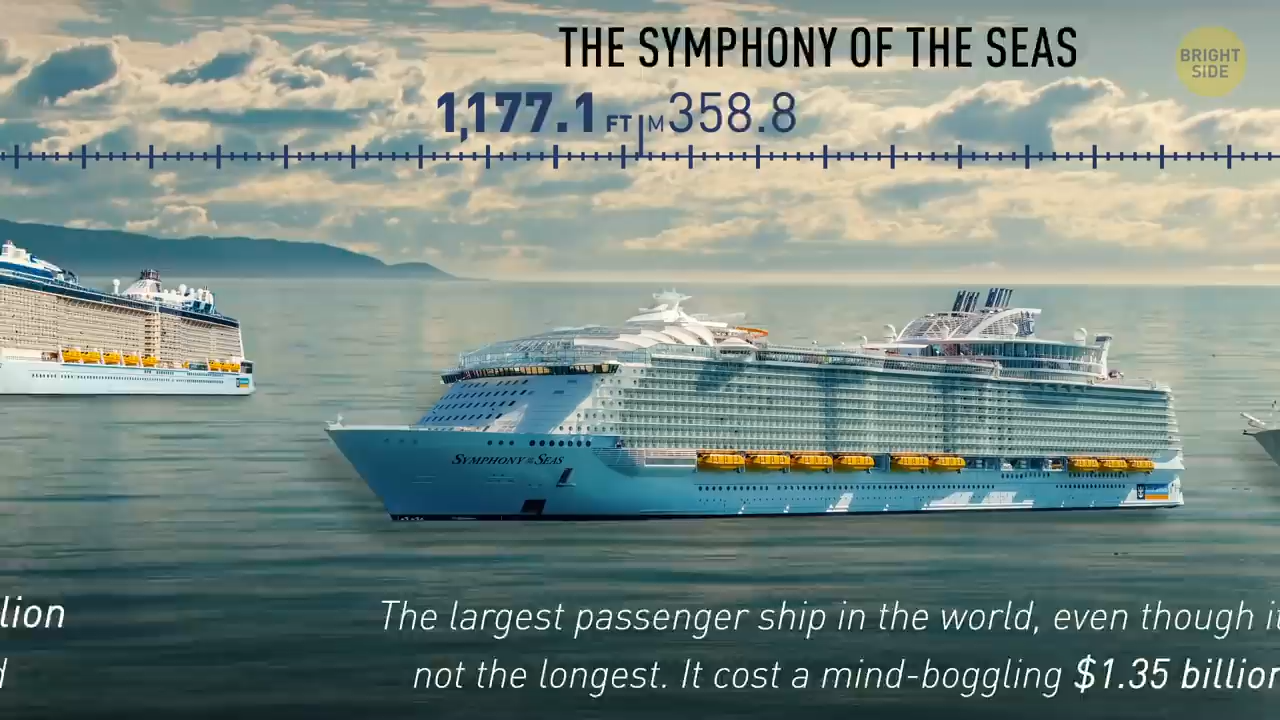 THE SYMPHONY OF THE SEAS
BRIGHT
SIDE
1,177.1 FT M 358.8
SYMPHONY OF THE SEAS
lion
The largest passenger ship in the world, even though it
d
not the longest. It cost a mind-boggling $1.35 billion